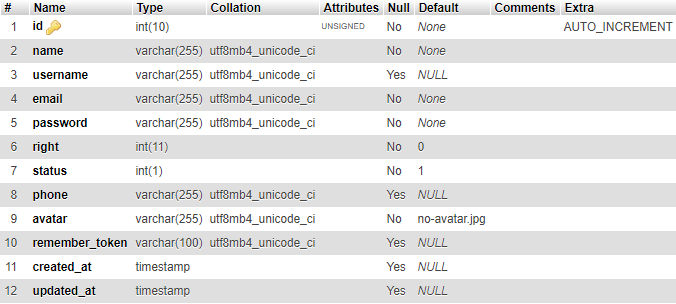 # Name Type Collation Attributes Null Default Comments Extra
1 id int(10) UNSIGNED No None AUTO_INCREMENT
2 name varchar(255) utf8mb4_unicode_ci No None
3 username varchar(255) utf8mb4_unicode_ci Yes NULL
4 email varchar(255) utf8mb4_unicode_ci No None
5 password varchar(255) utf8mb4_unicode_ci No None
6 right int(11) No 0
7 status int(1) No 1
8 phone varchar(255) utf8mb4_unicode_ci Yes NULL
9 avatar varchar(255) utf8mb4_unicode_ci No no-avatar.jpg
10 remember_token varchar(100) utf8mb4_unicode_ci Yes NULL
11 created_at timestamp Yes NULL
12 updated_at timestamp Yes NULL